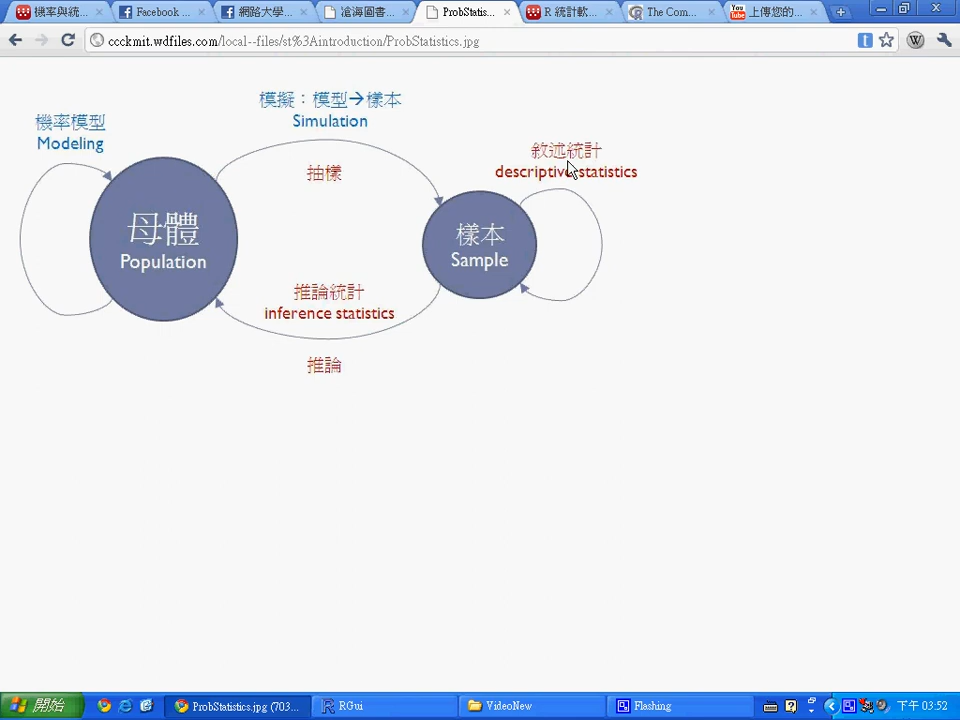 機率與統...
Facebook ...
網路大學...
滄海圖書...
ProbStatis...
R 統計軟...
The Com...
上傳您的...
ccckmit.wdfiles.com/local--files/st%3Aintroduction/ProbStatistics.jpg
模擬：模型→樣本
Simulation
機率模型
Modeling
抽樣
敘述統計
descriptive statistics
母體
Population
樣本
Sample
推論統計
inference statistics
推論
開始
ProbStatistics.jpg (703...
RGui
VideoNew
Flashing
下午 03:52